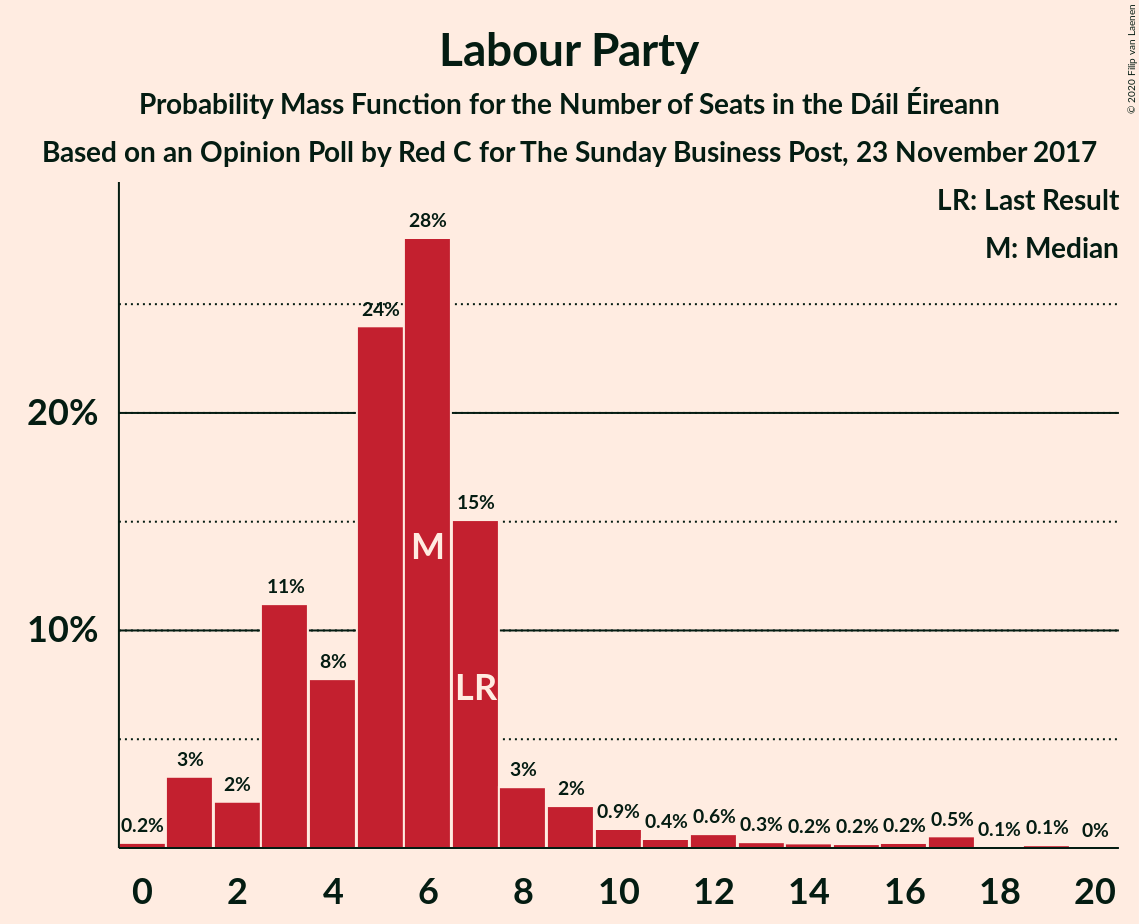 Labour Party
Probability Mass Function for the Number of Seats in the Dáil Éireann
Based on an Opinion Poll by Red C for The Sunday Business Post, 23 November 2017
© 2020 Filip van Laenen
LR: Last Result
M: Median
28%
24%
20%
15%
M
11%
10%
8%
LR
3%
2%
3%
2%
0.2%
0.9%
0.4%
0.6%
0.3%
0.2%
0.2%
0.2%
0.5%
0.1%
0.1%
0%
0 2 4 6 8 10 12 14 16 18 20